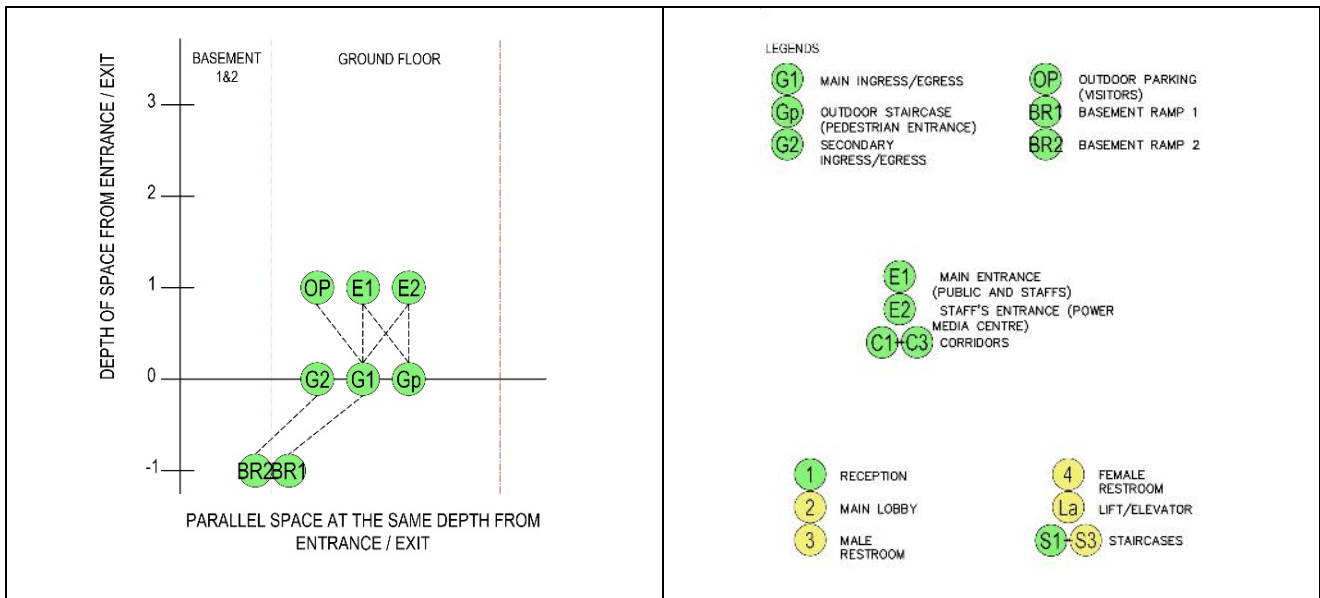 BASEMENT
1&2
GROUND FLOOR
DEPTH OF SPACE FROM ENTRANCE / EXIT
3
2
1
0
-1
OP
E1
E2
G2
G1
Gp
BR2
BR1
PARALLEL SPACE AT THE SAME DEPTH FROM
ENTRANCE / EXIT
LEGENDS
G1 MAIN INGRESS/EGRESS
Gp OUTDOOR STAIRCASE
(PEDESTRIAN ENTRANCE)
G2 SECONDARY
INGRESS/EGRESS
OP OUTDOOR PARKING
(VISITORS)
BR1 BASEMENT RAMP 1
BR2 BASEMENT RAMP 2
E1 MAIN ENTRANCE
(PUBLIC AND STAFFS)
E2 STAFF'S ENTRANCE (POWER
MEDIA CENTRE)
C1-C3 CORRIDORS
1 RECEPTION
2 MAIN LOBBY
3 MALE
RESTROOM
4 FEMALE
RESTROOM
La LIFT/ELEVATOR
S1-S3 STAIRCASES